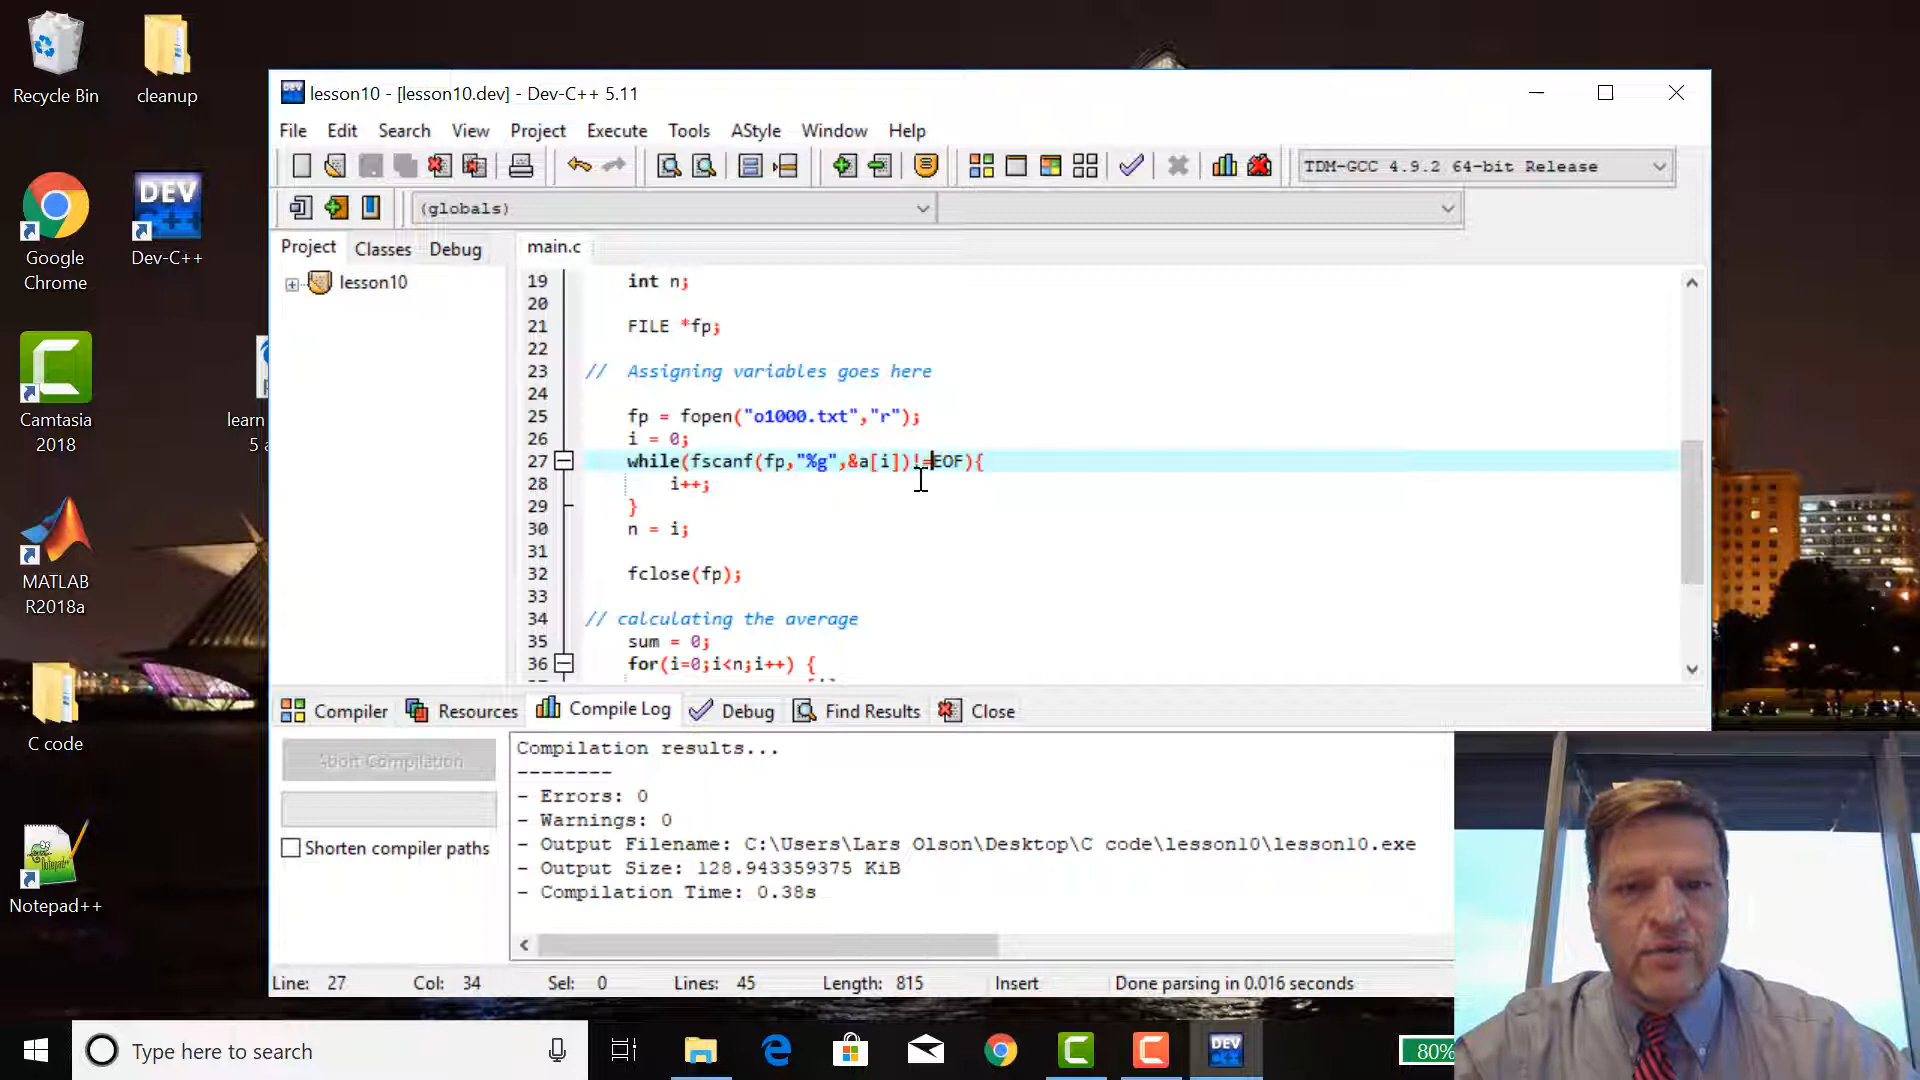 Recycle Bin
cleanup
Google Chrome
DEV
Dev-C++
Camtasia 2018
learn
5
MATLAB R2018a
C code
Notepad++
DEV lesson10 - [lesson10.dev] - Dev-C++ 5.11
File Edit Search View Project Execute Tools AStyle Window Help
TDM-GCC 4.9.2 64-bit Release
(globals)
Project Classes Debug main.c
lesson10
19 int n;
20
21 FILE *fp;
22
23 // Assigning variables goes here
24
25 fp = fopen("o1000.txt","r");
26 i = 0;
27 while(fscanf(fp,"%g",&a[i])!=EOF){
28 i++;
29 }
30 n = i;
31
32 fclose(fp);
33
34 // calculating the average
35 sum = 0;
36 for(i=0;i<n;i++) {
Compiler Resources Compile Log Debug Find Results Close
Abort Compilation
Shorten compiler paths
Compilation results...
--------
- Errors: 0
- Warnings: 0
- Output Filename: C:\Users\Lars Olson\Desktop\C code\lesson10\lesson10.exe
- Output Size: 128.943359375 KiB
- Compilation Time: 0.38s
Line: 27 Col: 34 Sel: 0 Lines: 45 Length: 815 Insert Done parsing in 0.016 seconds
Type here to search
DEV
80%